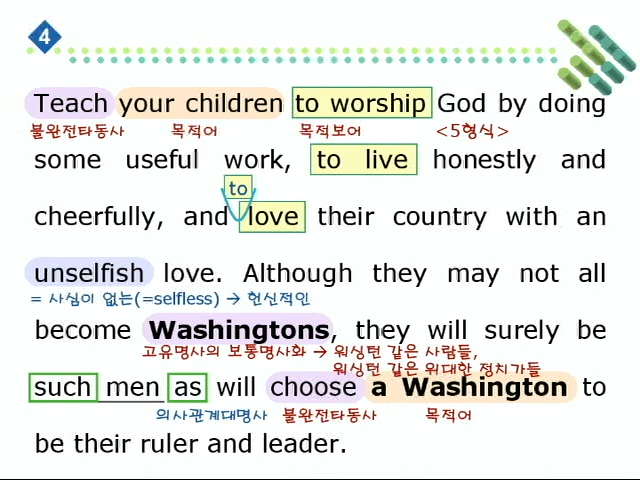 4
Teach your children to worship God by doing
불완전타동사 목적어 목적보어 <5형식>
some useful work, to live honestly and
to
cheerfully, and love their country with an
unselfish love. Although they may not all
= 사심이 없는(=selfless) → 헌신적인
become Washingtons, they will surely be
고유명사의 보통명사화 → 워싱턴 같은 사람들,
워싱턴 같은 위대한 정치가들
such men as will choose a Washington to
의사관계대명사 불완전타동사 목적어
be their ruler and leader.